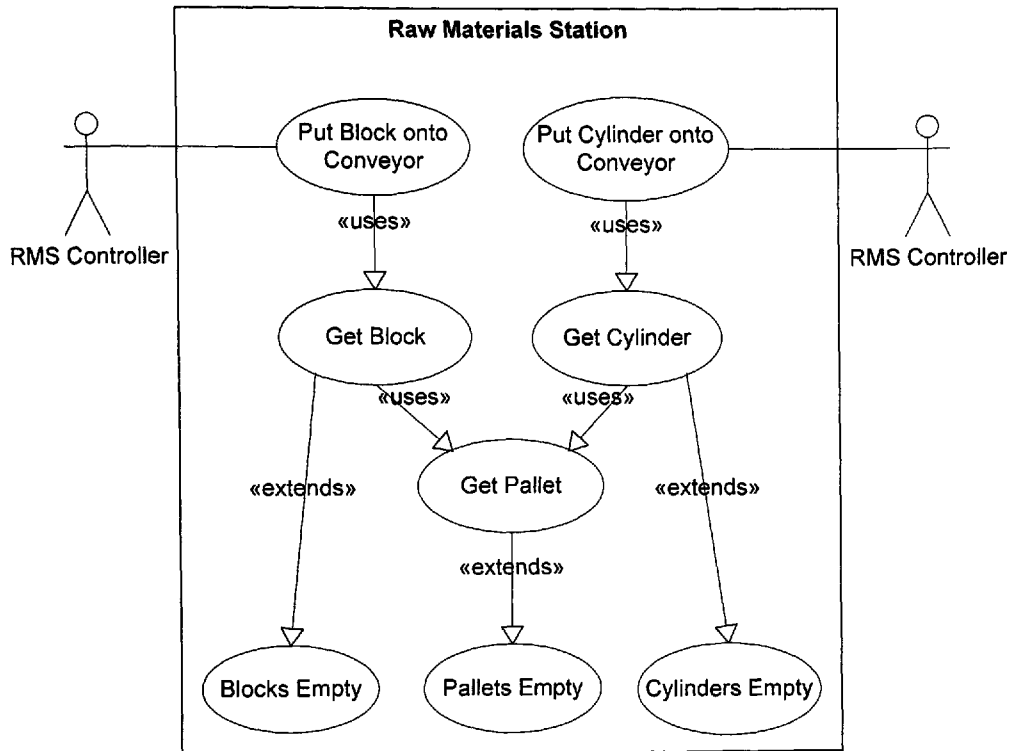 Raw Materials Station
Put Block onto
Conveyor
Put Cylinder onto
Conveyor
RMS Controller
RMS Controller
«uses»
«uses»
Get Block
Get Cylinder
«uses»
«uses»
Get Pallet
«extends»
«extends»
«extends»
Blocks Empty
Pallets Empty
Cylinders Empty